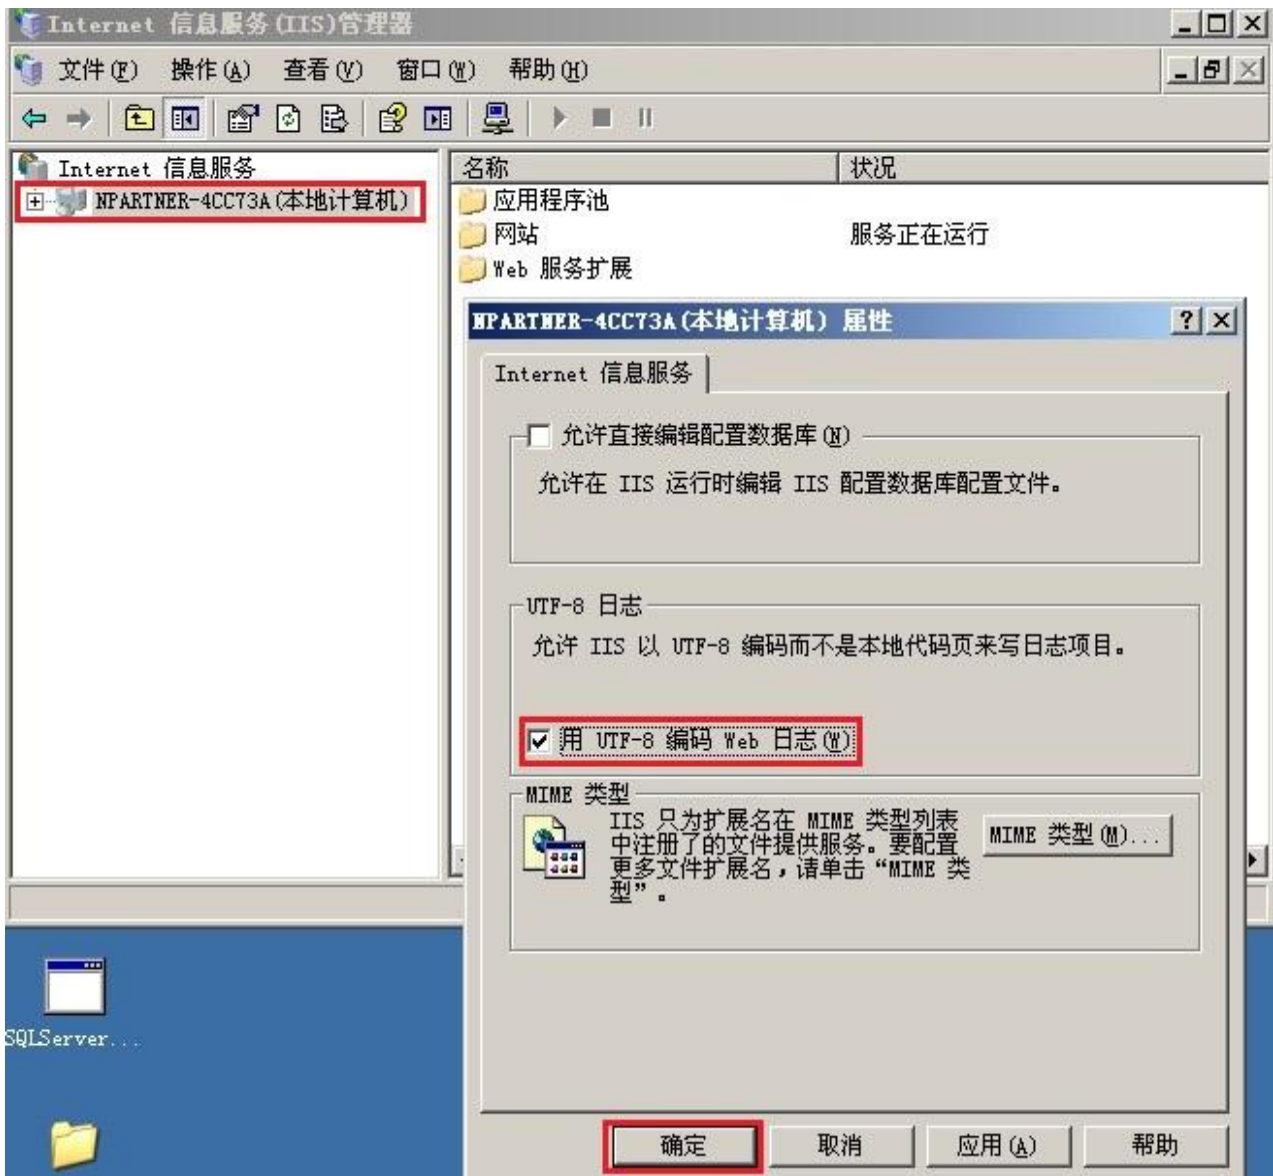 Internet 信息服务(IIS)管理器
文件(F) 操作(A) 查看(V) 窗口(W) 帮助(H)
Internet 信息服务
NPARTNER-4CC73A(本地计算机)
名称 状况
应用程序池
网站 服务正在运行
Web 服务扩展
NPARTNER-4CC73A(本地计算机) 属性
Internet 信息服务
允许直接编辑配置数据库(N)
允许在 IIS 运行时编辑 IIS 配置数据库配置文件。
UTF-8 日志
允许 IIS 以 UTF-8 编码而不是本地代码页来写日志项目。
用 UTF-8 编码 Web 日志(W)
MIME 类型
IIS 只为扩展名在 MIME 类型列表
中注册了的文件提供服务。要配置
更多文件扩展名，请单击“MIME 类
型”。
MIME 类型(M)...
SQLServer...
确定 取消 应用(A) 帮助